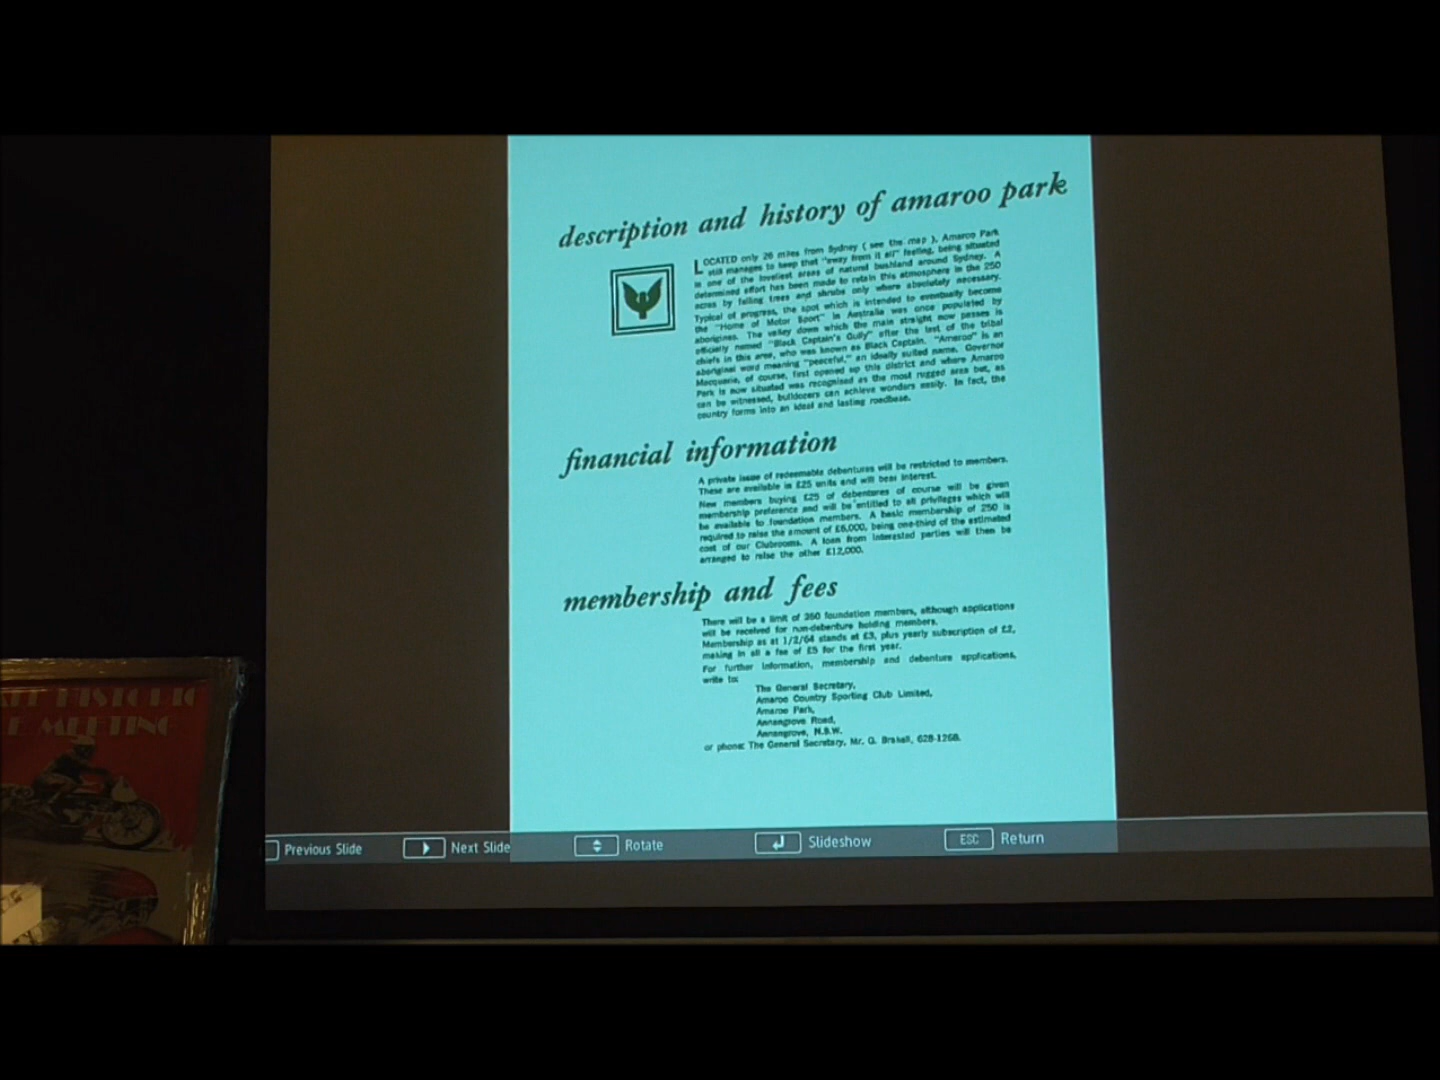 description and history of amaroo park
LOCATED only 26 miles from Sydney ( see the map ), Amaroo Park
still manages to keep that "away from it all" feeling, being situated
in one of the loveliest areas of natural bushland around Sydney. A
determined effort has been made to retain this atmosphere in the 250
acres by felling trees and shrubs only where absolutely necessary.
Typical of progress, the spot which is intended to eventually become
the "Home of Motor Sport" in Australia was once populated by
aborigines. The valley down which the main straight now passes is
officially named "Black Captain's Gully" after the last of the tribal
chiefs in this area, who was known as Black Captain. "Amaroo" is an
aboriginal word meaning "peaceful," an ideally suited name. Governor
Macquarie, of course, first opened up this district and where Amaroo
Park is now situated was recognised as the most rugged area but, as
can be witnessed, bulldozers can achieve wonders easily. In fact, the
country forms into an ideal and lasting roadbase.
financial information
A private issue of redeemable debentures will be restricted to members.
These are available in £25 units and will bear interest.
New members buying £25 of debentures of course will be given
membership preference and will be entitled to all privileges which will
be available to foundation members. A basic membership of 250 is
required to raise the amount of £6,000, being one-third of the estimated
cost of our Clubrooms. A loan from interested parties will then be
arranged to raise the other £12,000.
membership and fees
There will be a limit of 250 foundation members, although applications
will be received for non-debenture holding members.
Membership as at 1/2/64 stands at £3, plus yearly subscription of £2,
making in all a fee of £5 for the first year.
For further information, membership and debenture applications,
write to:
The General Secretary,
Amaroo Country Sporting Club Limited,
Amaroo Park,
Annangrove Road,
Annangrove, N.S.W.
or phone: The General Secretary, Mr. G. 628-1268.
HISTORIC
MEETING
Previous Slide
Next Slide
Rotate
Slideshow
ESC Return